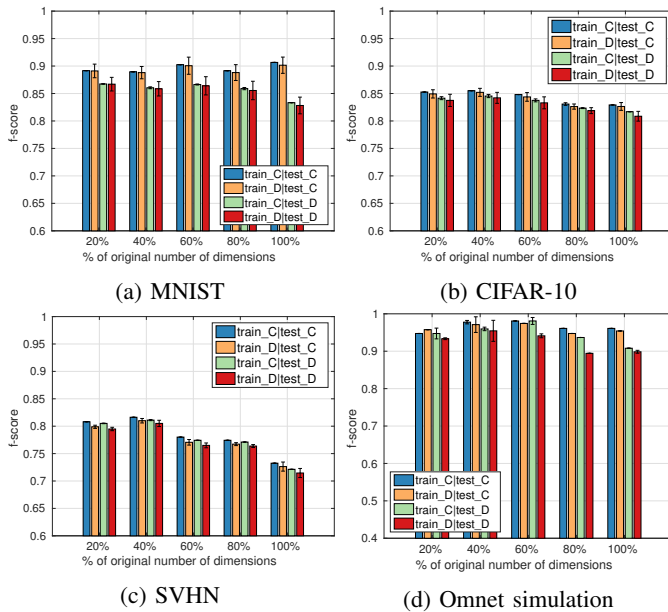 1
0.95
0.9
0.85
0.8
0.75
0.7
0.65
0.6
f-score
train_C|test_C
train_D|test_C
train_C|test_D
train_D|test_D
20% 40% 60% 80% 100%
% of original number of dimensions
(a) MNIST
1
0.95
0.9
0.85
0.8
0.75
0.7
0.65
0.6
f-score
train_C|test_C
train_D|test_C
train_C|test_D
train_D|test_D
20% 40% 60% 80% 100%
% of original number of dimensions
(b) CIFAR-10
1
0.95
0.9
0.85
0.8
0.75
0.7
0.65
0.6
f-score
train_C|test_C
train_D|test_C
train_C|test_D
train_D|test_D
20% 40% 60% 80% 100%
% of original number of dimensions
(c) SVHN
1
0.9
0.8
0.7
0.6
0.5
0.4
f-score
train_C|test_C
train_D|test_C
train_C|test_D
train_D|test_D
20% 40% 60% 80% 100%
% of original number of dimensions
(d) Omnet simulation